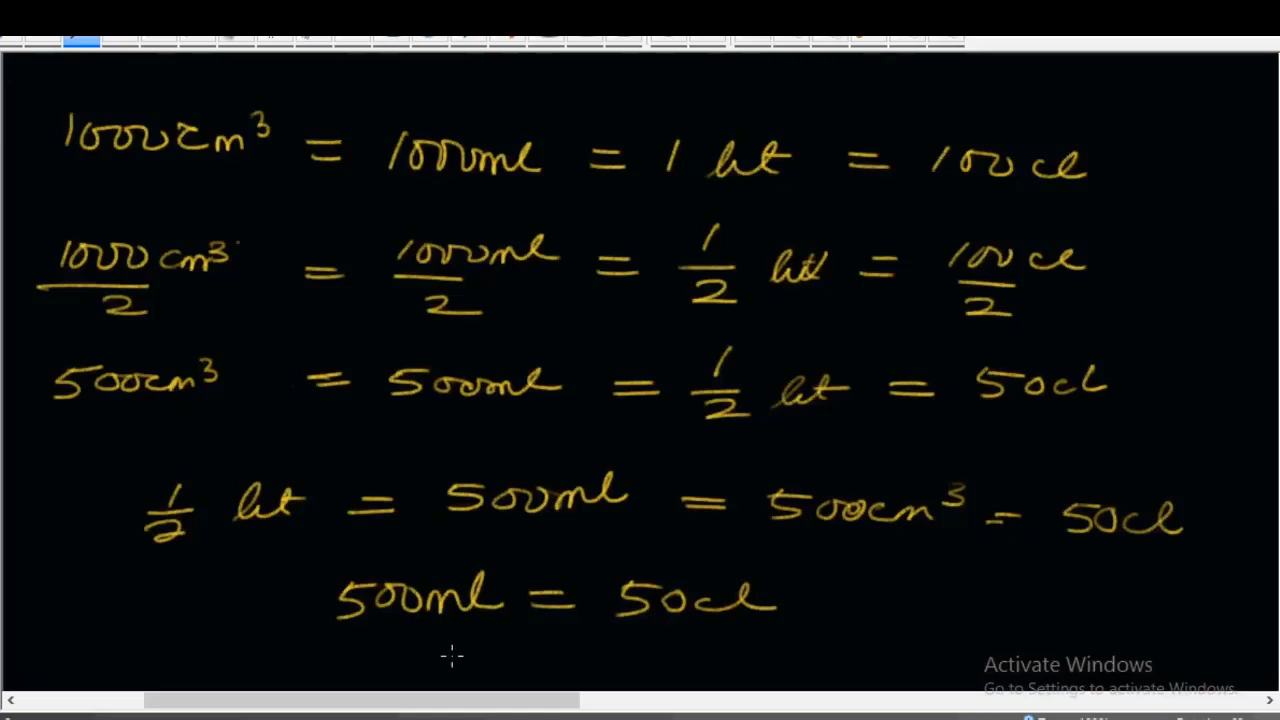 1000cm³ = 1000ml = 1 lit = 100cl
1000cm³/2 = 1000ml/2 = 1/2 lit = 100cl/2
500cm³ = 500ml = 1/2 lit = 50cl
1/2 lit = 500ml = 500cm³ = 50cl
500ml = 50cl
Activate Windows
Go to Settings to activate Windows.